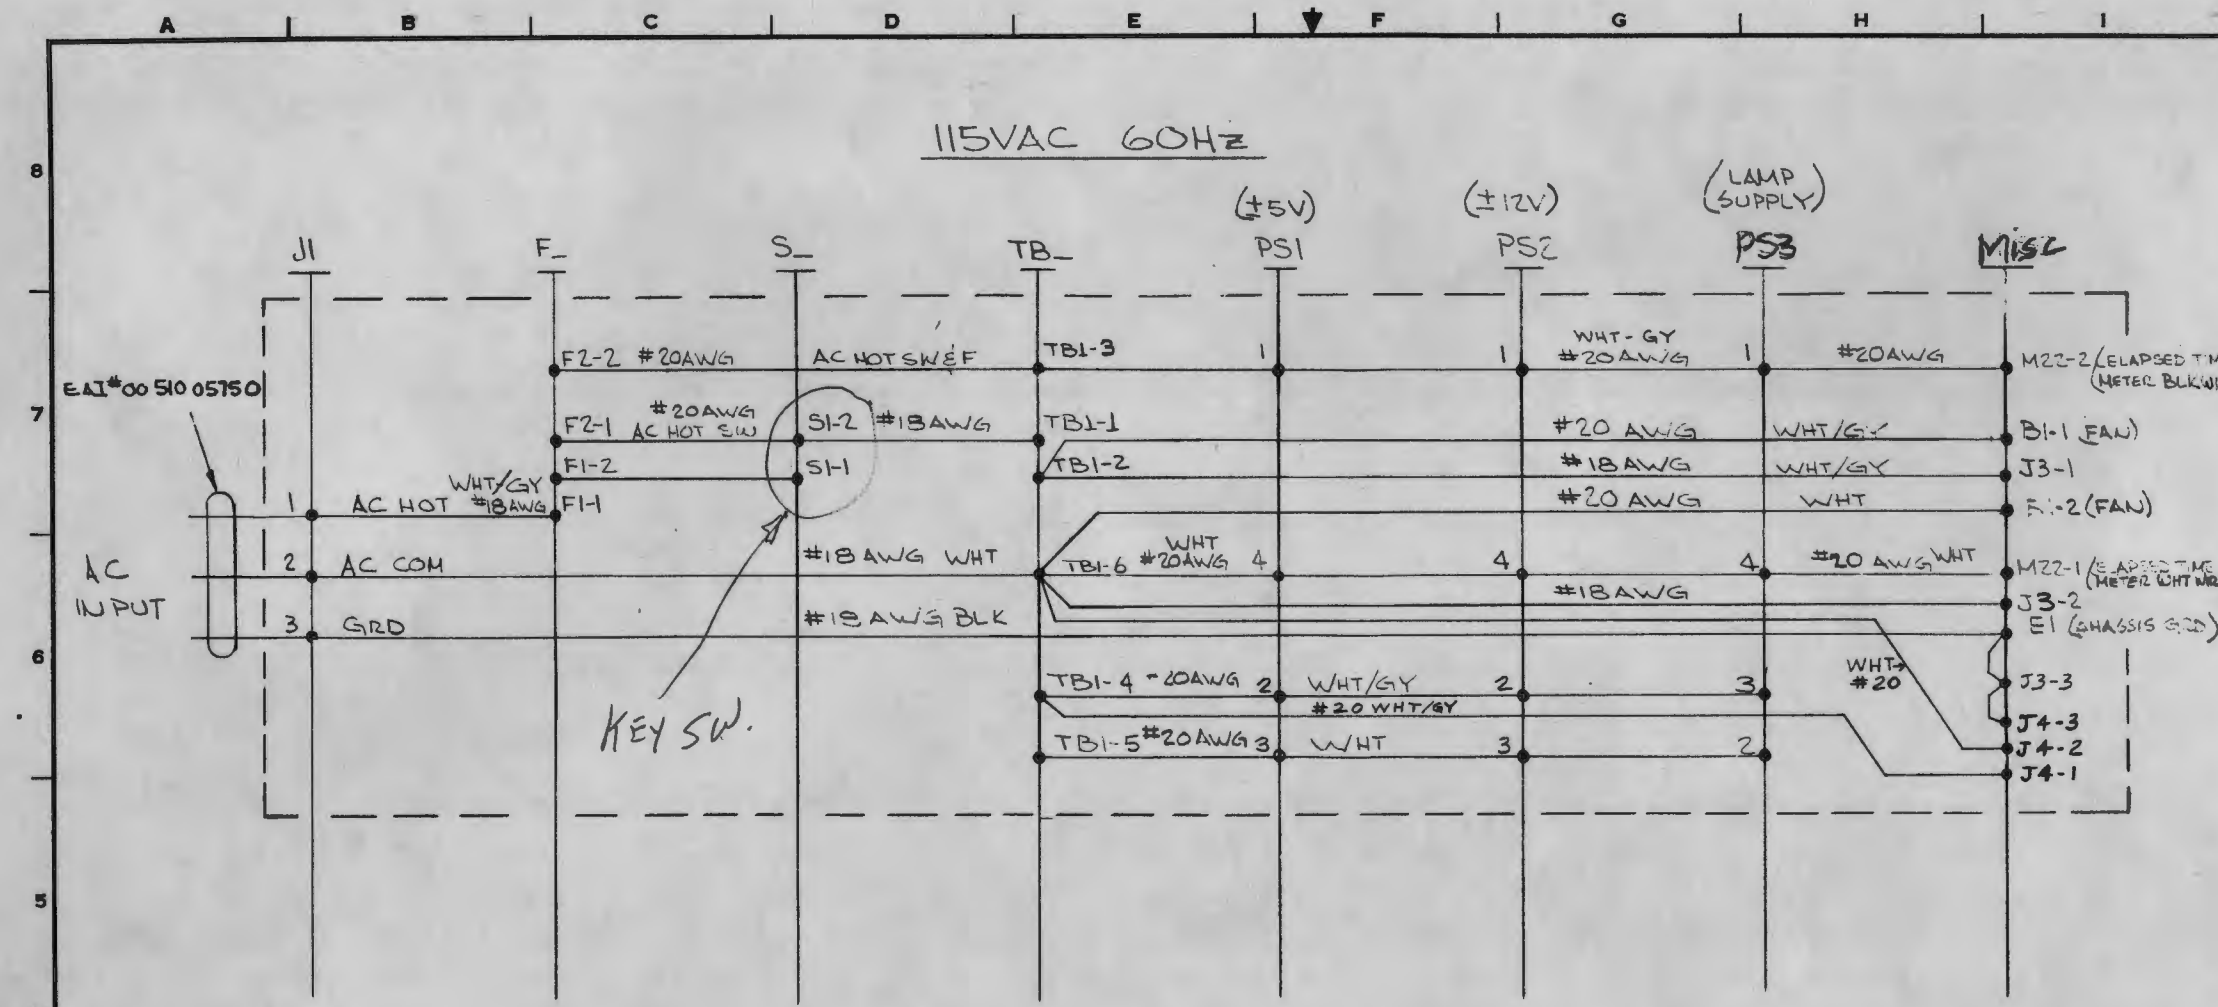 A B C D E F G H I
8
7
6
5
115VAC 60HZ
(±5V)
(±12V)
(LAMP
SUPPLY)
J1
F_
S_
TB_
PS1
PS2
PS3
MISC
F2-2 #20AWG AC HOT SW&F TB1-3 1 1
WHT-GY
#20AWG 1 #20AWG M22-2 (ELAPSED
(METER
EAI#00 510 05750
F2-1 #20AWG
AC HOT SW S1-2 #18AWG TB1-1 #20 AWG WHT/GY B1-1 (FAN)
F1-2 S1-1 TB1-2 #18AWG WHT/GY J3-1
WHT/GY
1 AC HOT #18AWG F1-1 #20 AWG WHT -2 (FAN)
AC
INPUT
2 AC COM #18 AWG WHT TB1-6
WHT
#20AWG 4 4 4 #20 AWG WHT M22-1 (ELAPSED TIME
(METER WHT
#18AWG J3-2
3 GRD #18 AWG BLK E1 (CHASSIS GRD)
KEY SW.
TB1-4 -20AWG 2 WHT/GY 2 3
WHT→
#20
J3-3
#20 WHT/GY
J4-3
TB1-5 #20AWG 3 WHT 3 2
J4-2
J4-1